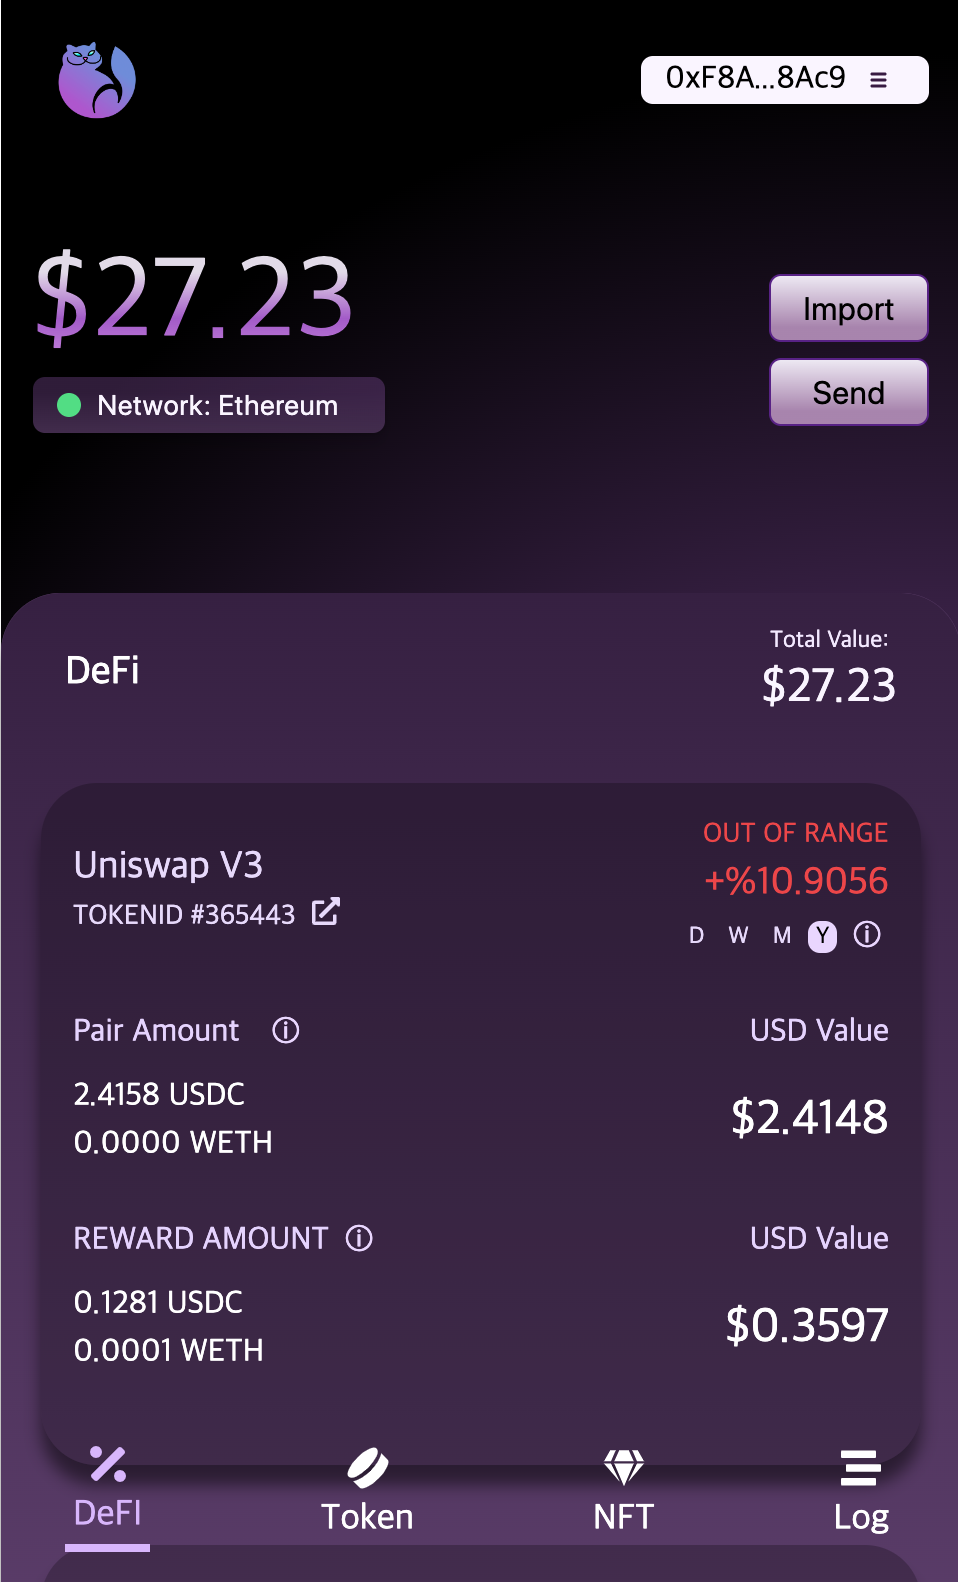 0xF8A...8Ac9
$27.23
Network: Ethereum
Import
Send
DeFi
Total Value:
$27.23
Uniswap V3
TOKENID #365443
OUT OF RANGE
+%10.9056
D W M Y
Pair Amount
USD Value
2.4158 USDC
0.0000 WETH
$2.4148
REWARD AMOUNT
USD Value
0.1281 USDC
0.0001 WETH
$0.3597
DeFI
Token
NFT
Log